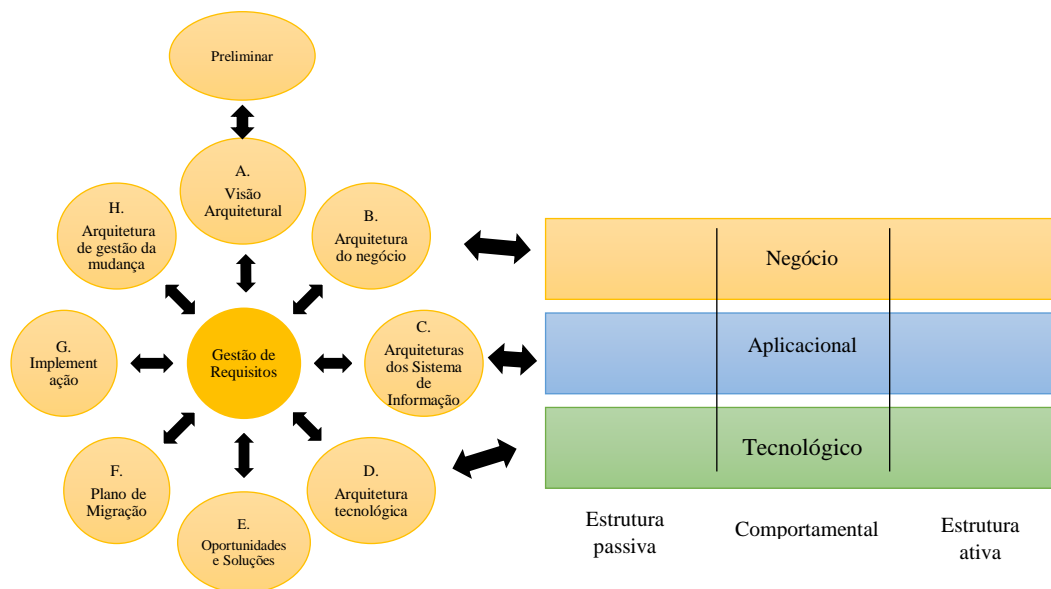 Preliminar
A.
Visão
Arquitetural
B.
Arquitetura
do negócio
C.
Arquiteturas
dos Sistema
de
Informação
D.
Arquitetura
tecnológica
E.
Oportunidades
e Soluções
F.
Plano de
Migração
G.
Implement
ação
H.
Arquitetura
de gestão da
mudança
Gestão de
Requisitos
Negócio
Aplicacional
Tecnológico
Estrutura
passiva
Comportamental
Estrutura
ativa